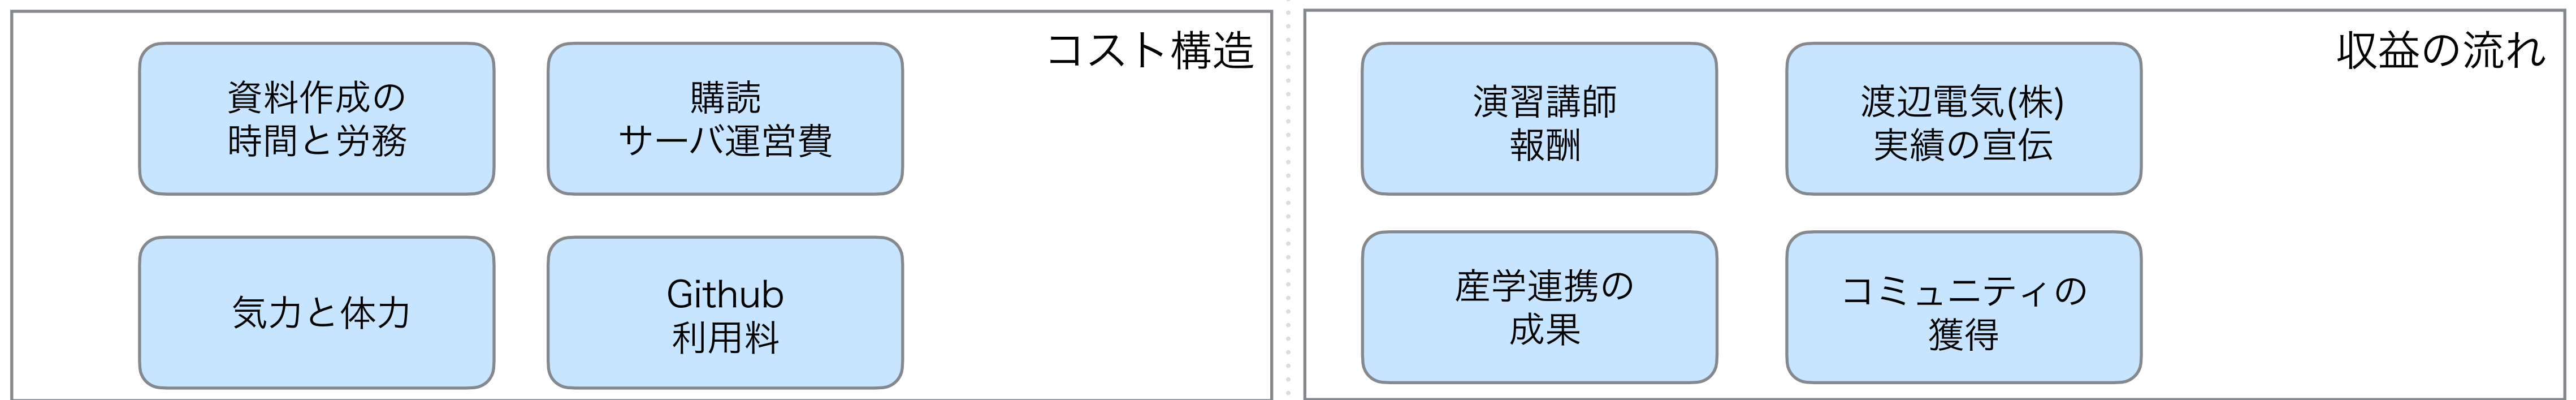 コスト構造
資料作成の
時間と労務
購読
サーバ運営費
気力と体力
Github
利用料
収益の流れ
演習講師
報酬
渡辺電気(株)
実績の宣伝
産学連携の
成果
コミュニティの
獲得